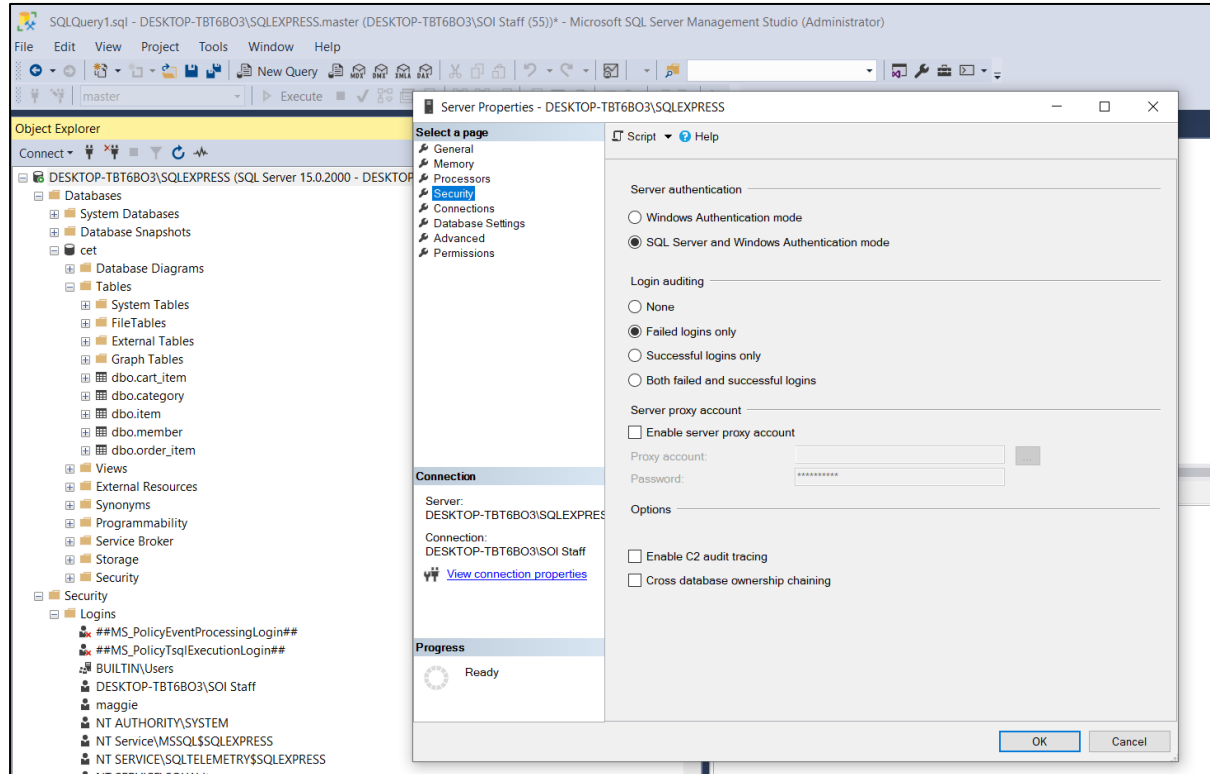 SQLQuery1.sql - DESKTOP-TBT6BO3\SQLEXPRESS.master (DESKTOP-TBT6BO3\SOI Staff (55))* - Microsoft SQL Server Management Studio (Administrator)
File Edit View Project Tools Window Help
New Query MDX DMX XMLA DAX
master Execute
Object Explorer
Connect
DESKTOP-TBT6BO3\SQLEXPRESS (SQL Server 15.0.2000 - DESKTOP
Databases
System Databases
Database Snapshots
cet
Database Diagrams
Tables
System Tables
FileTables
External Tables
Graph Tables
dbo.cart_item
dbo.category
dbo.item
dbo.member
dbo.order_item
Views
External Resources
Synonyms
Programmability
Service Broker
Storage
Security
Security
Logins
##MS_PolicyEventProcessingLogin##
##MS_PolicyTsqlExecutionLogin##
BUILTIN\Users
DESKTOP-TBT6BO3\SOI Staff
maggie
NT AUTHORITY\SYSTEM
NT Service\MSSQL$SQLEXPRESS
NT SERVICE\SQLTELEMETRY$SQLEXPRESS
Server Properties - DESKTOP-TBT6BO3\SQLEXPRESS
Select a page
General
Memory
Processors
Security
Connections
Database Settings
Advanced
Permissions
Connection
Server:
DESKTOP-TBT6BO3\SQLEXPRES
Connection:
DESKTOP-TBT6BO3\SOI Staff
View connection properties
Progress
Ready
Script Help
Server authentication
Windows Authentication mode
SQL Server and Windows Authentication mode
Login auditing
None
Failed logins only
Successful logins only
Both failed and successful logins
Server proxy account
Enable server proxy account
Proxy account:
...
Password:
**********
Options
Enable C2 audit tracing
Cross database ownership chaining
OK Cancel